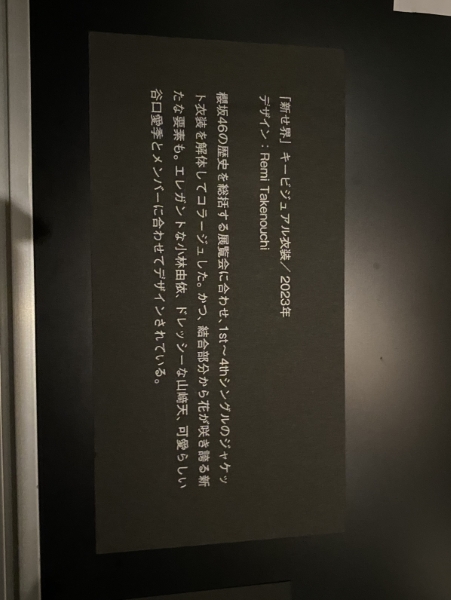 「新せ界」キービジュアル衣装／2023年
デザイン：Remi Takenouchi
櫻坂46の歴史を総括する展覧会に合わせ、1st〜4thシングルのジャケッ
ト衣装を解体してコラージュした。かつ、結合部分から花が咲き誇る新
たな要素も。エレガントな小林由依、ドレッシーな山﨑天、可愛らしい
谷口愛季とメンバーに合わせてデザインされている。